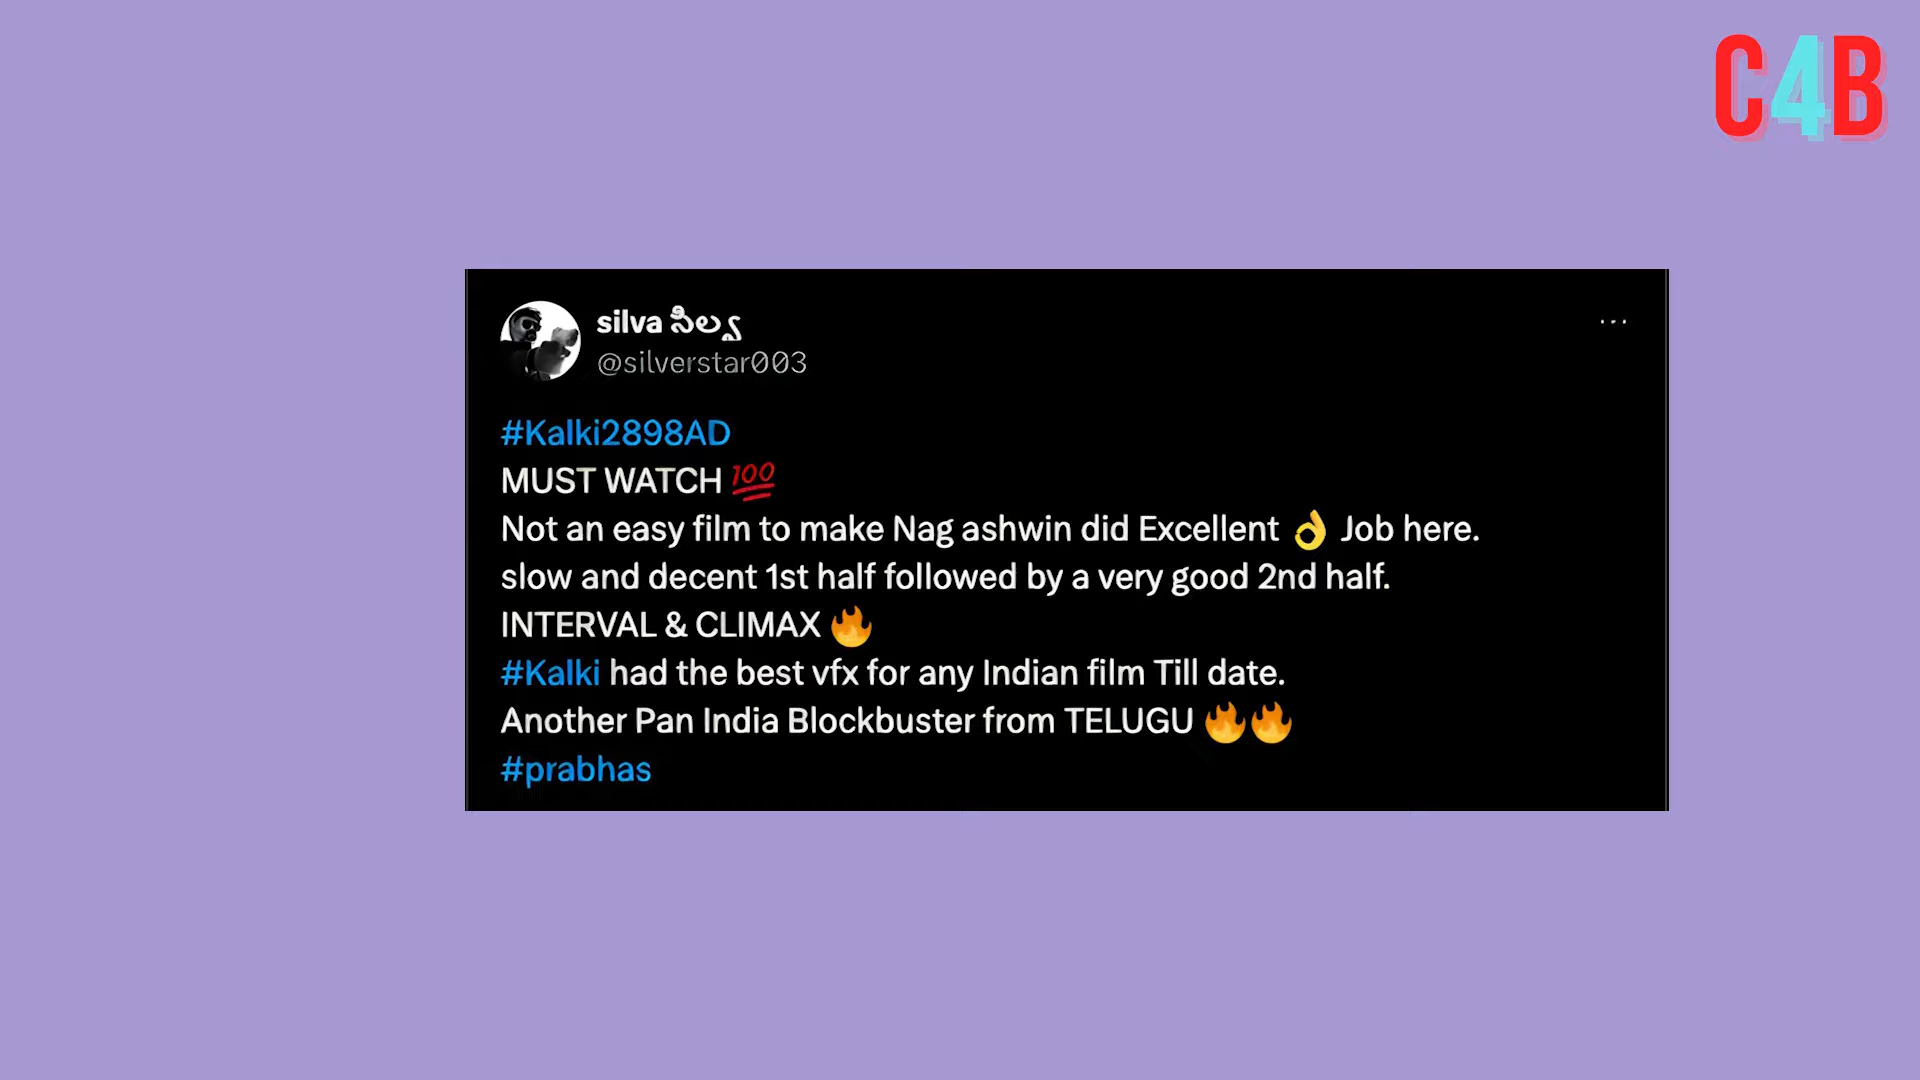 C4B
silva సిల్వ
@silverstar003
#Kalki2898AD
MUST WATCH 💯
Not an easy film to make Nag ashwin did Excellent 👌 Job here.
slow and decent 1st half followed by a very good 2nd half.
INTERVAL & CLIMAX 🔥
#Kalki had the best vfx for any Indian film Till date.
Another Pan India Blockbuster from TELUGU 🔥🔥
#prabhas